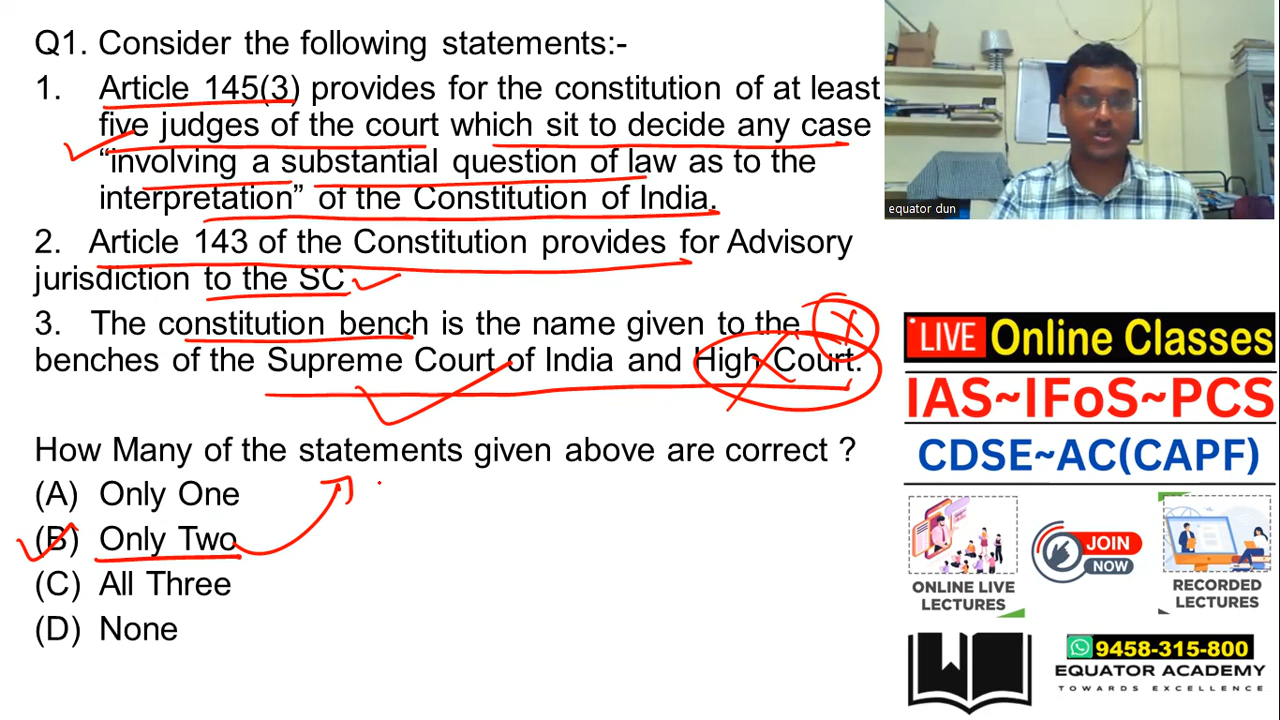 Q1. Consider the following statements:-
1. Article 145(3) provides for the constitution of at least
five judges of the court which sit to decide any case
“involving a substantial question of law as to the
interpretation” of the Constitution of India.
2. Article 143 of the Constitution provides for Advisory
jurisdiction to the SC
3. The constitution bench is the name given to the
benches of the Supreme Court of India and High Court.
How Many of the statements given above are correct ?
(A) Only One
(B) Only Two
(C) All Three
(D) None
equator dun
LIVE Online Classes
IAS~IFoS~PCS
CDSE~AC(CAPF)
ONLINE LIVE
LECTURES
JOIN
NOW
RECORDED
LECTURES
9458-315-800
EQUATOR ACADEMY
TOWARDS EXCELLENCE